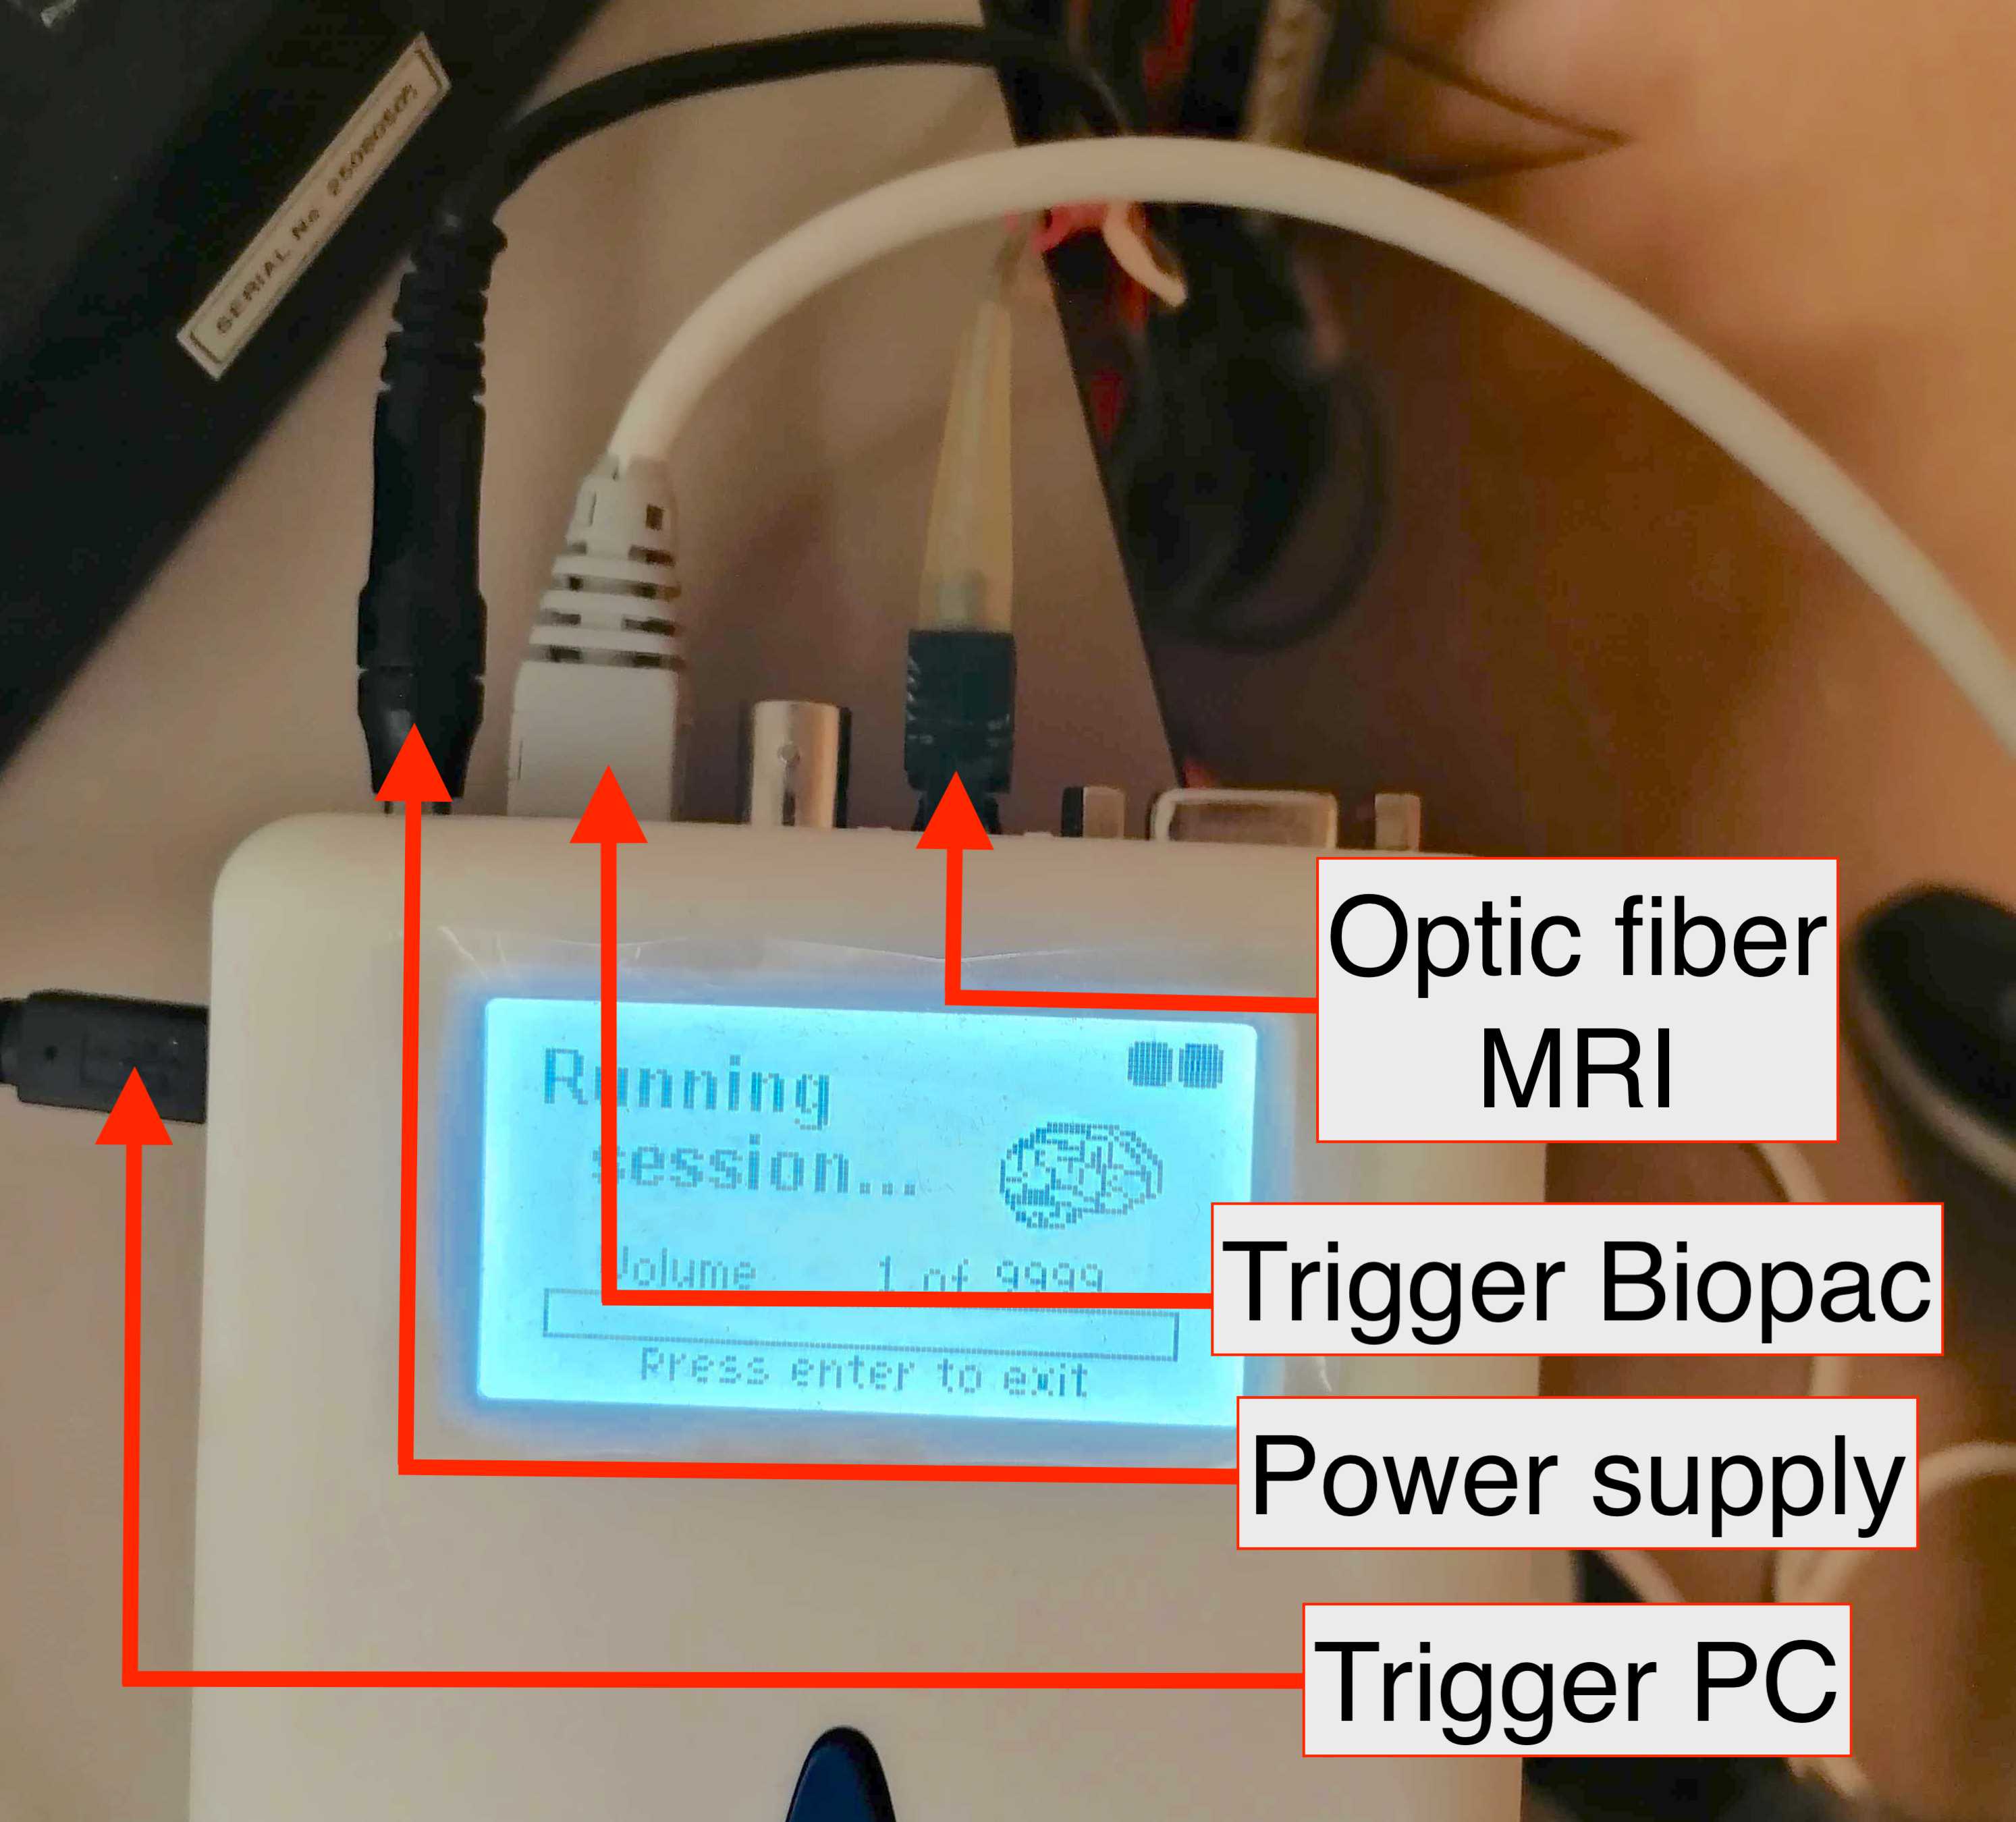 SERIAL No
Running
session...
Volume 1 of 9999
Press enter to exit
Optic fiber
MRI
Trigger Biopac
Power supply
Trigger PC